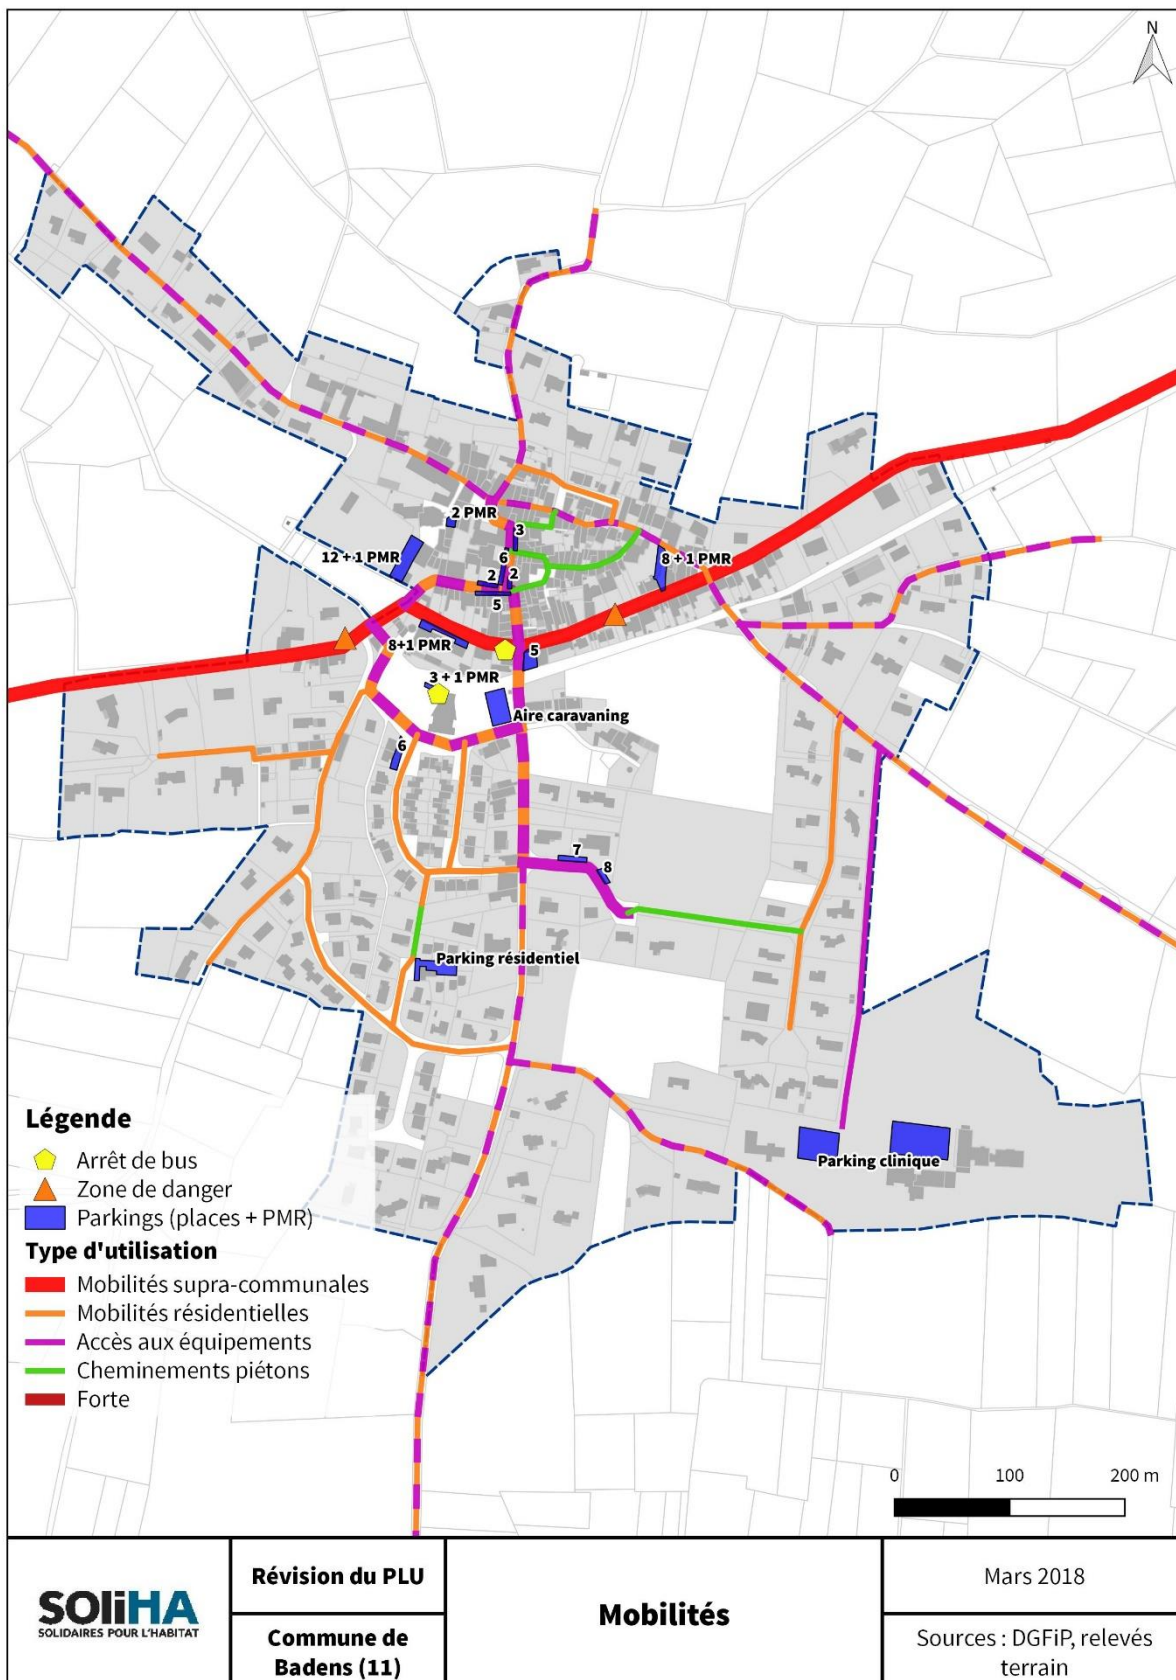 N
2 PMR
3
12 + 1 PMR
6
8 + 1 PMR
2
2
5
8+1 PMR
5
3 + 1 PMR
Aire caravaning
6
7
8
Parking résidentiel
Parking clinique
Légende
Arrêt de bus
Zone de danger
Parkings (places + PMR)
Type d'utilisation
Mobilités supra-communales
Mobilités résidentielles
Accès aux équipements
Cheminements piétons
Forte
0 100 200 m
SOliHA
SOLIDAIRES POUR L'HABITAT
Révision du PLU
Commune de
Badens (11)
Mobilités
Mars 2018
Sources : DGFiP, relevés
terrain